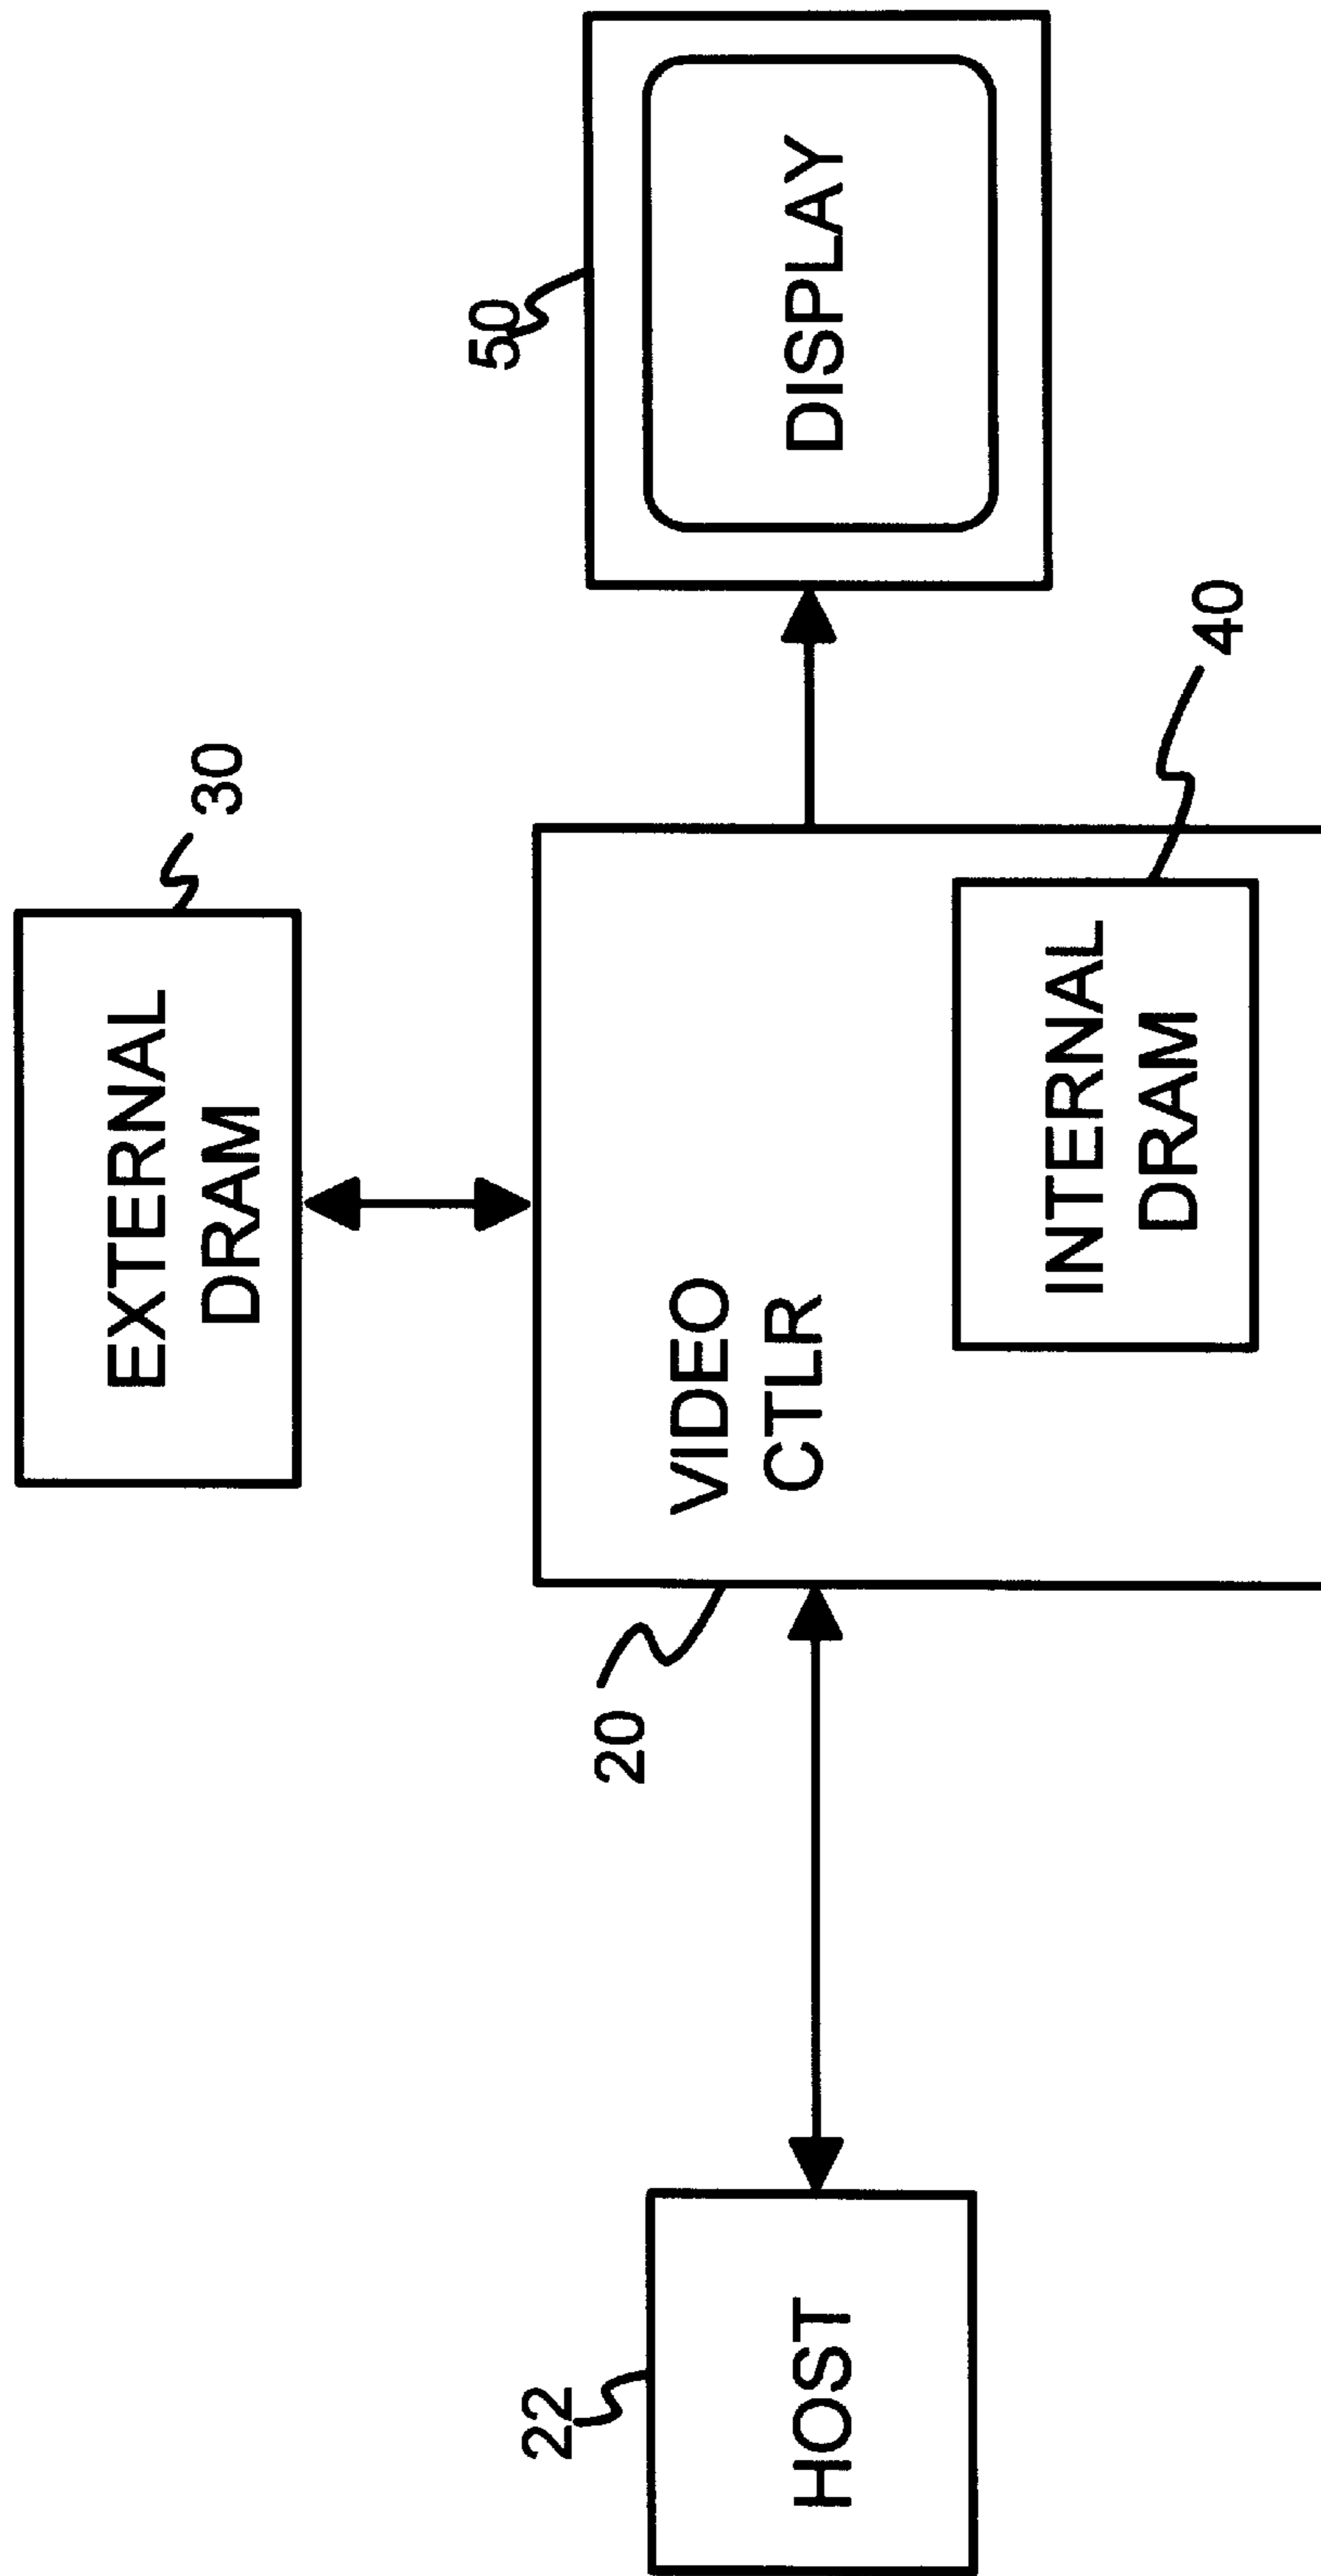 EXTERNAL
DRAM
30
50
DISPLAY
22
HOST
20
VIDEO
CTLR
INTERNAL
DRAM
40